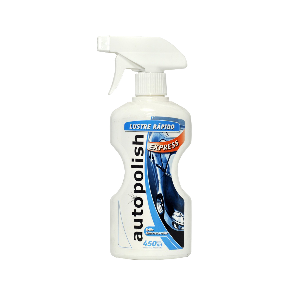 LUSTRE RAPIDO
EXPRESS
autopolish
450